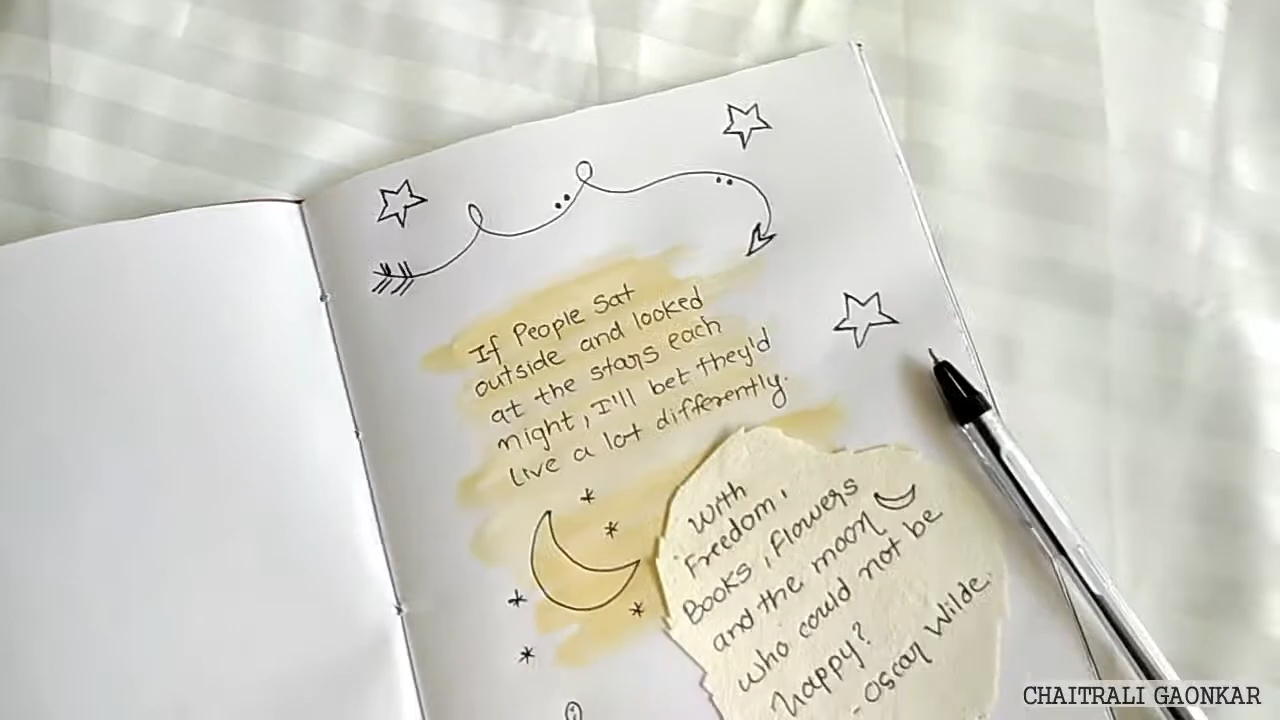 If People Sat
outside and looked
at the stars each
night, I'll bet they'd
live a lot differently.
With
'Freedom,
Books, Flowers
and the moon
who could not be
happy?
- Oscar Wilde.
CHAITRALI GAONKAR